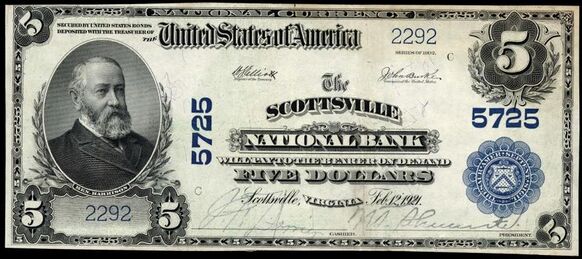 NATIONAL CURRENCY
SECURED BY UNITED STATES BONDS
DEPOSITED WITH THE TREASURER OF
THE United States of America
2292
SERIES OF 1902.
C
5
5
The
SCOTTSVILLE
NATIONAL BANK
5725
5725
WILL PAY TO THE BEARER ON DEMAND
FIVE DOLLARS
BEN HARRISON
C
Scottsville, VIRGINIA Feb. 12, 1921.
5
2292
5
5
CASHIER.
PRESIDENT.